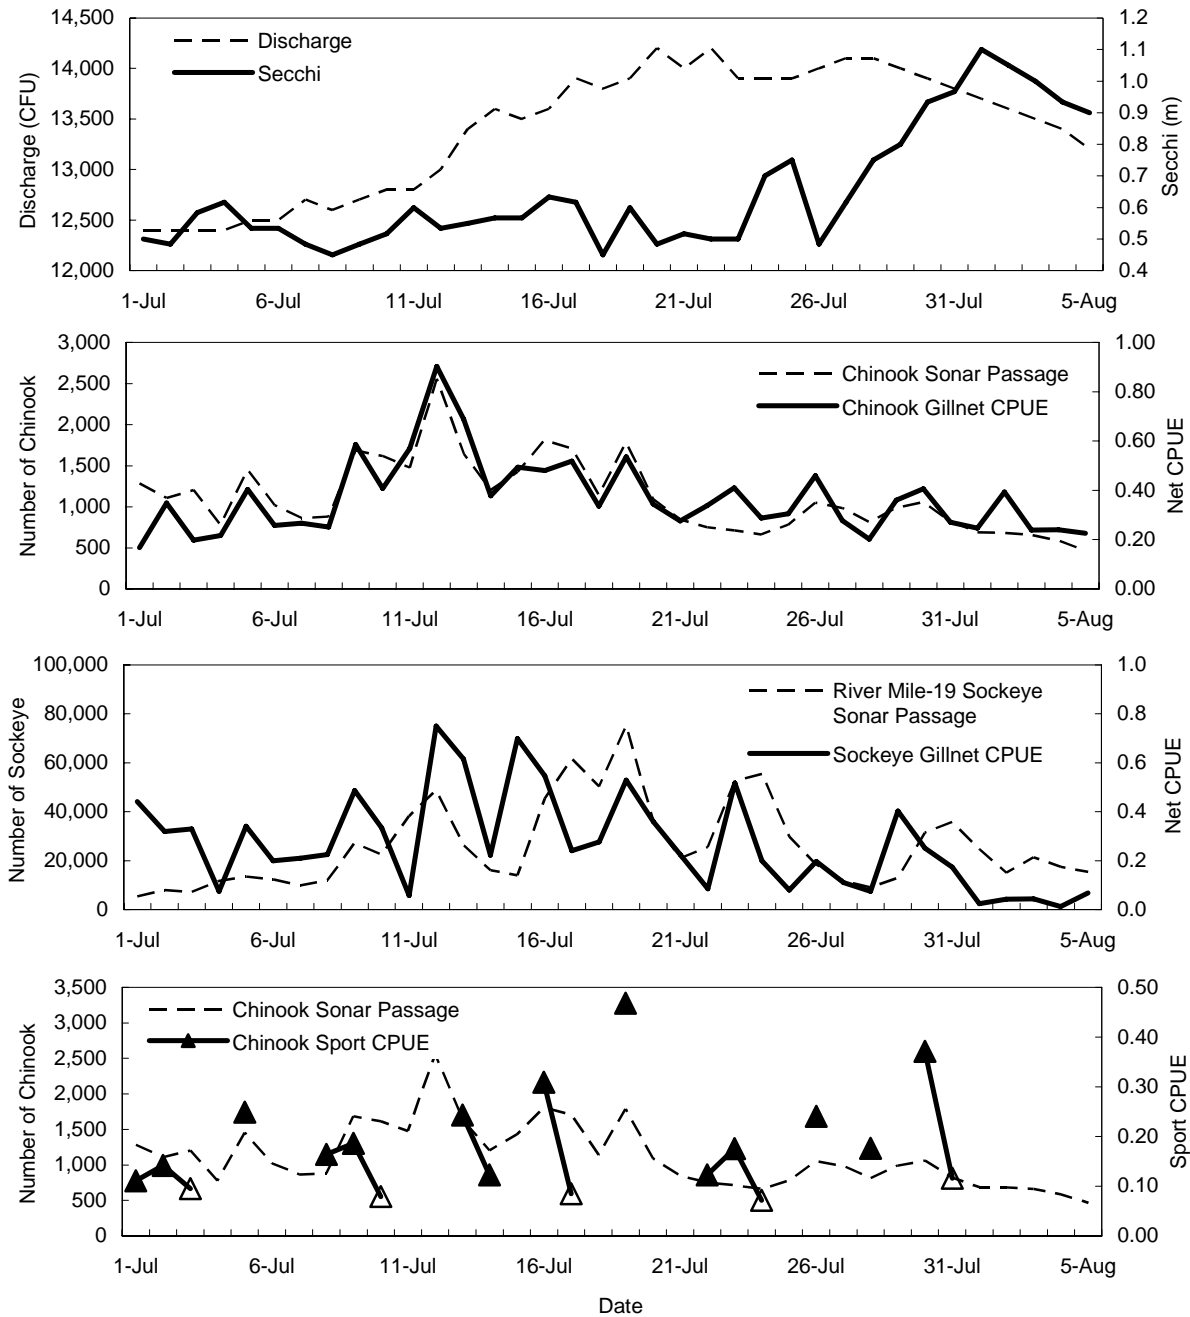 14,500
14,000
13,500
13,000
12,500
12,000
Discharge (CFU)
Discharge
Secchi
1.2
1.1
1.0
0.9
0.8
0.7
0.6
0.5
0.4
Secchi (m)
1-Jul 6-Jul 11-Jul 16-Jul 21-Jul 26-Jul 31-Jul 5-Aug
3,000
2,500
2,000
1,500
1,000
500
0
Number of Chinook
Chinook Sonar Passage
Chinook Gillnet CPUE
1.00
0.80
0.60
0.40
0.20
0.00
Net CPUE
1-Jul 6-Jul 11-Jul 16-Jul 21-Jul 26-Jul 31-Jul 5-Aug
100,000
80,000
60,000
40,000
20,000
0
Number of Sockeye
River Mile-19 Sockeye
Sonar Passage
Sockeye Gillnet CPUE
1.0
0.8
0.6
0.4
0.2
0.0
Net CPUE
1-Jul 6-Jul 11-Jul 16-Jul 21-Jul 26-Jul 31-Jul 5-Aug
3,500
3,000
2,500
2,000
1,500
1,000
500
0
Number of Chinook
Chinook Sonar Passage
Chinook Sport CPUE
0.50
0.40
0.30
0.20
0.10
0.00
Sport CPUE
1-Jul 6-Jul 11-Jul 16-Jul 21-Jul 26-Jul 31-Jul 5-Aug
Date